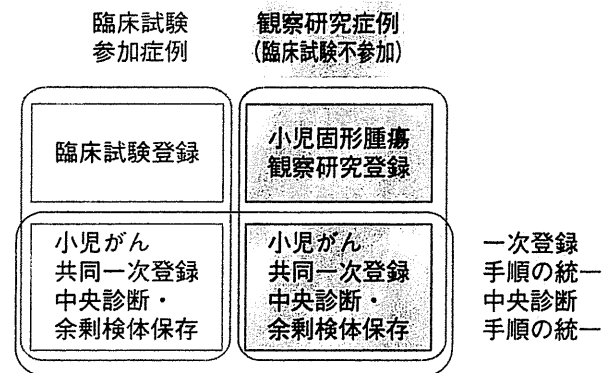 臨床試験
参加症例
観察研究症例
(臨床試験不参加)
臨床試験登録
小児固形腫瘍
観察研究登録
小児がん
共同一次登録
中央診断・
余剰検体保存
小児がん
共同一次登録
中央診断・
余剰検体保存
一次登録
手順の統一
中央診断
手順の統一